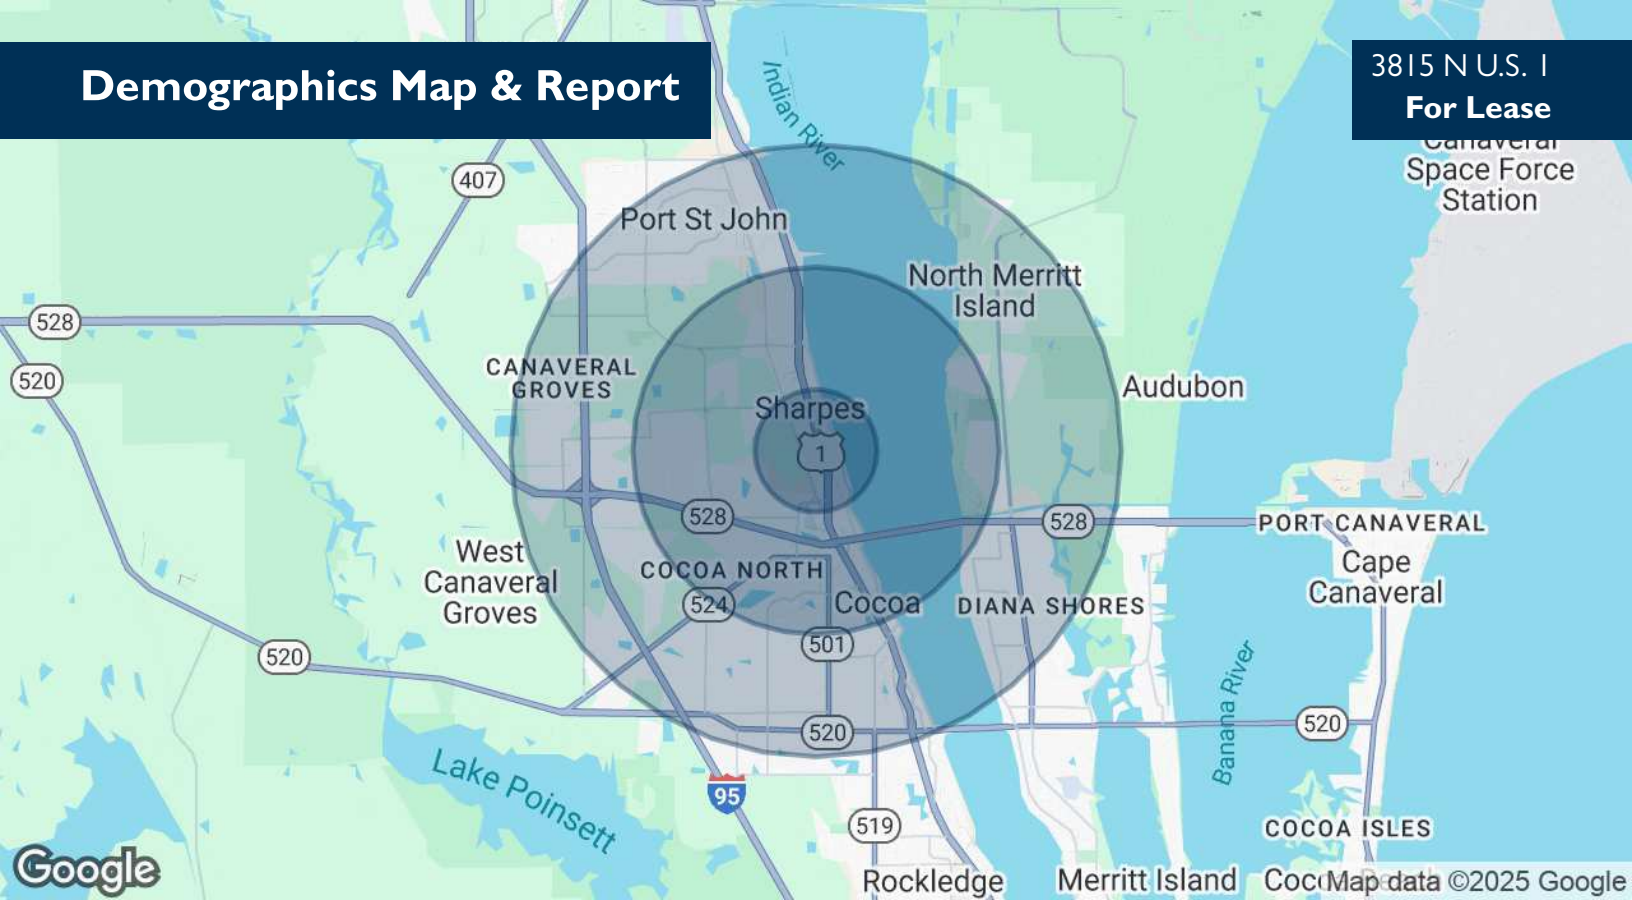 Demographics Map & Report
3815 N U.S. 1
For Lease
Indian River
Canaveral
Space Force
Station
407
Port St John
North Merritt
Island
528
520
CANAVERAL
GROVES
Audubon
Sharpes
1
528
528
PORT CANAVERAL
West
Canaveral
Groves
COCOA NORTH
Cape
Canaveral
524
Cocoa
DIANA SHORES
501
520
520
520
Banana River
Lake Poinsett
95
519
COCOA ISLES
Google
Rockledge
Merritt Island
Map data ©2025 Google